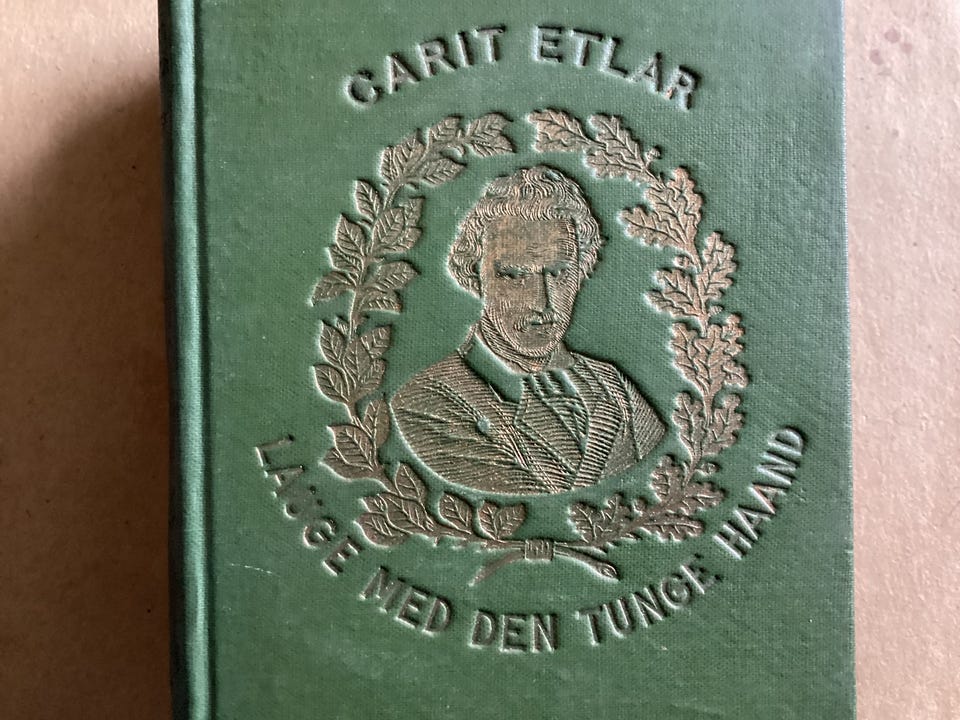 CARIT ETLAR
LAUGE MED DEN TUNGE HAAND